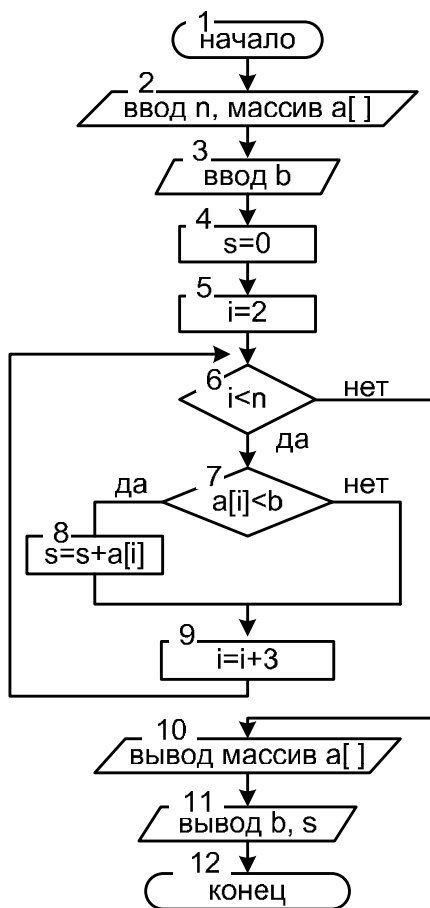 1
начало
2
ввод n, массив a[ ]
3
ввод b
4
s=0
5
i=2
6
i<n
нет
да
7
a[i]<b
да
нет
8
s=s+a[i]
9
i=i+3
10
вывод массив a[ ]
11
вывод b, s
12
конец